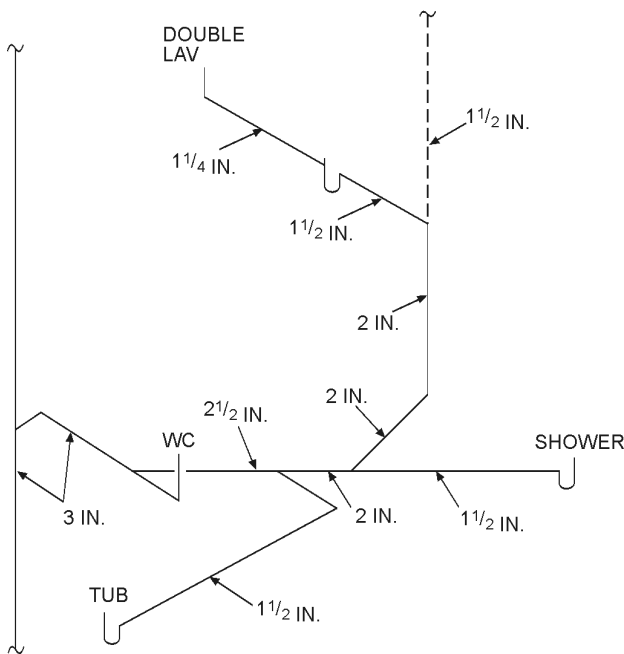 DOUBLE
LAV
1 1/2 IN.
1 1/4 IN.
1 1/2 IN.
2 IN.
2 IN.
2 1/2 IN.
WC
SHOWER
3 IN.
2 IN.
1 1/2 IN.
TUB
1 1/2 IN.